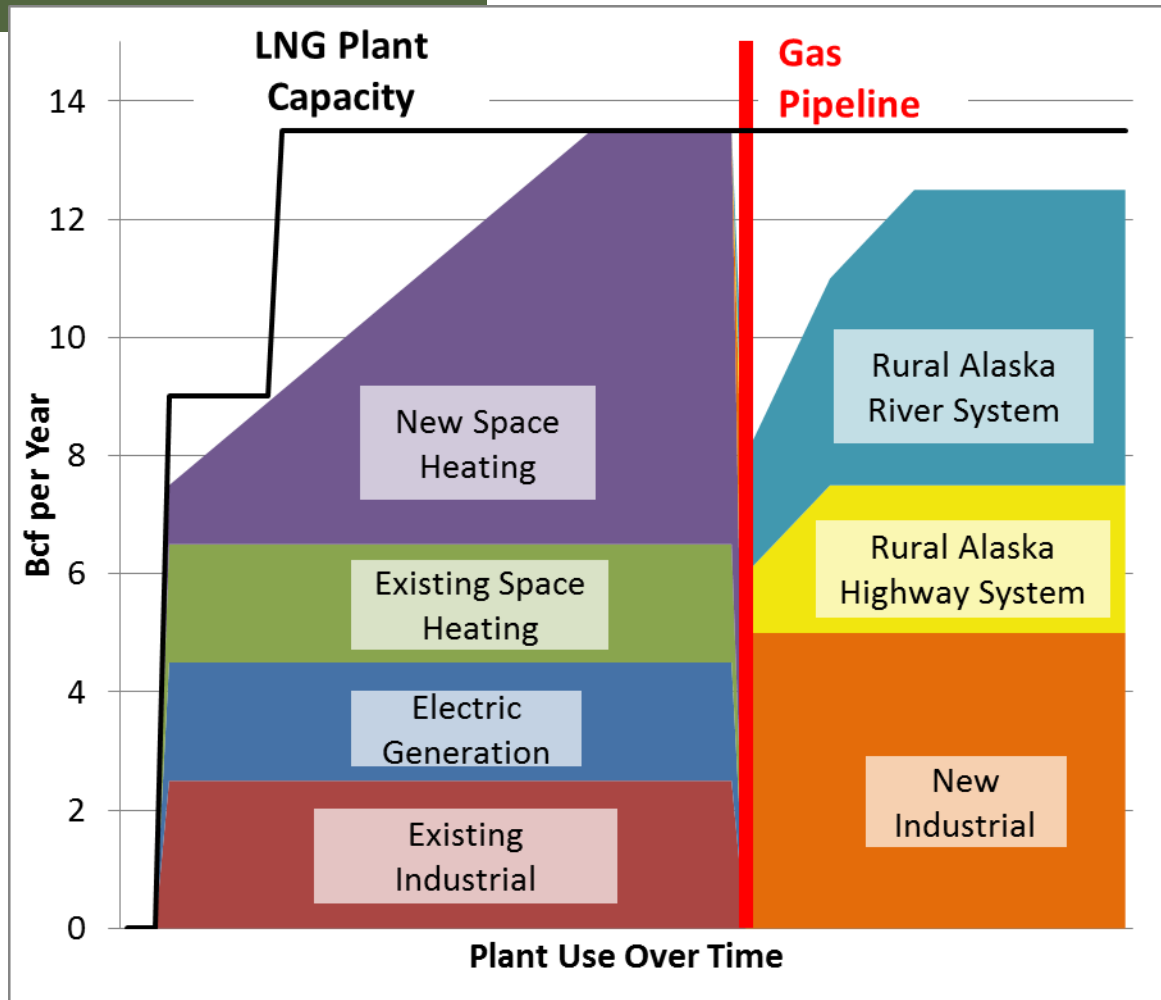 LNG Plant
Capacity
Gas
Pipeline
14
12
10
8
6
4
2
0
Bcf per Year
New Space
Heating
Existing Space
Heating
Electric
Generation
Existing
Industrial
Rural Alaska
River System
Rural Alaska
Highway System
New
Industrial
Plant Use Over Time